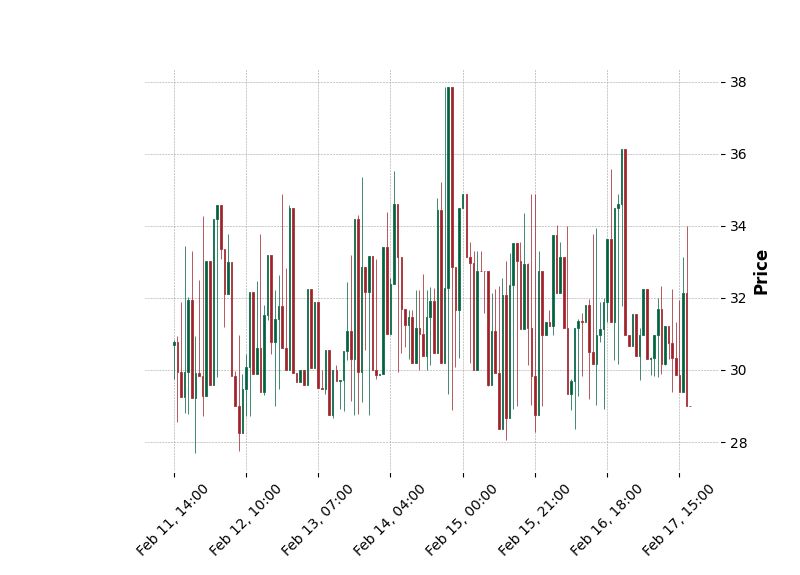 38
36
34
32
30
28
Price
Feb 11, 14:00
Feb 12, 10:00
Feb 13, 07:00
Feb 14, 04:00
Feb 15, 00:00
Feb 15, 21:00
Feb 16, 18:00
Feb 17, 15:00